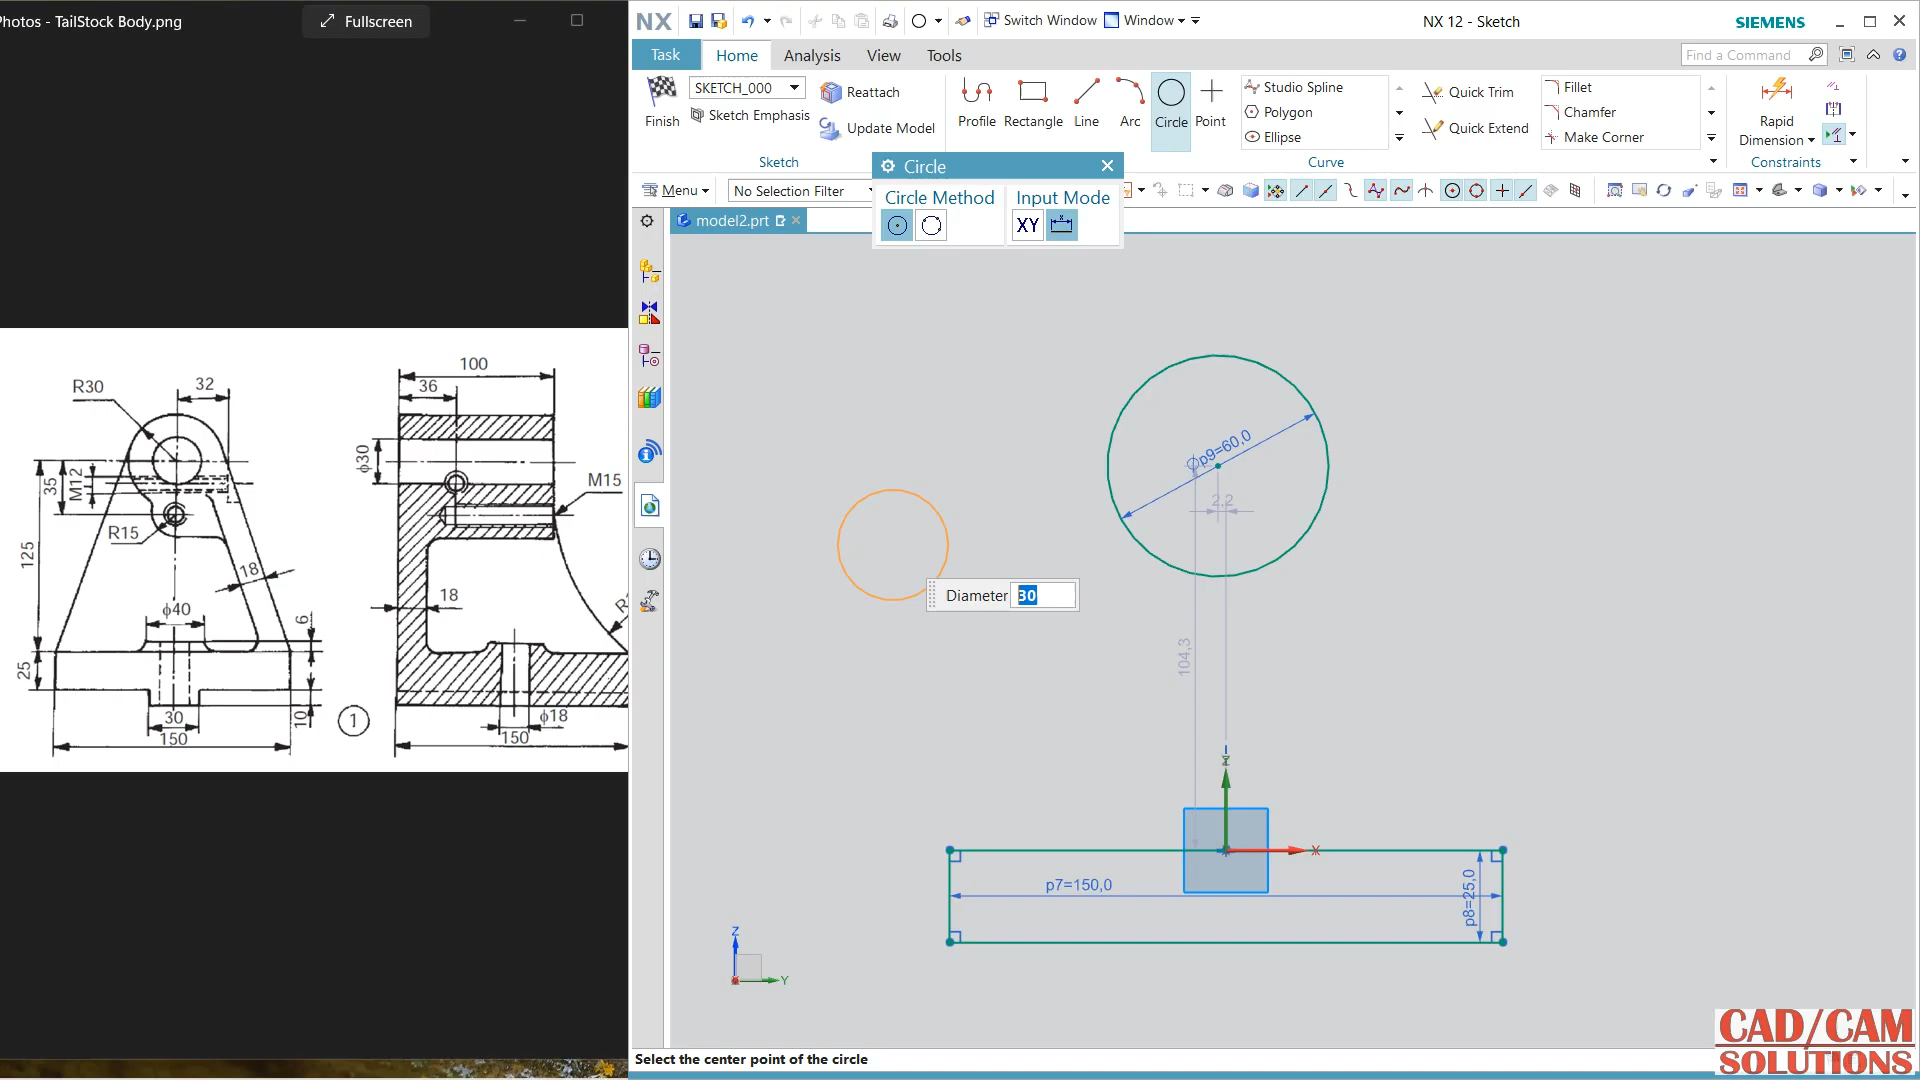 Photos - TailStock Body.png
Fullscreen
NX
Switch Window
Window
NX 12 - Sketch
SIEMENS
Task
Home
Analysis
View
Tools
Find a Command
SKETCH_000
Reattach
Finish
Sketch Emphasis
Update Model
Sketch
Profile
Rectangle
Line
Arc
Circle
Point
Studio Spline
Polygon
Ellipse
Quick Trim
Quick Extend
Fillet
Chamfer
Make Corner
Curve
Rapid
Dimension
Constraints
Circle
Circle Method
Input Mode
XY
Menu
No Selection Filter
model2.prt
R30
32
35
M12
R15
125
18
ϕ40
6
25
30
10
150
1
100
36
ϕ30
M15
18
R
ϕ18
150
∅p9=60,0
2,2
104,3
Diameter 30
X
p7=150,0
p8=25,0
Z
Y
Select the center point of the circle
CAD/CAM
SOLUTIONS